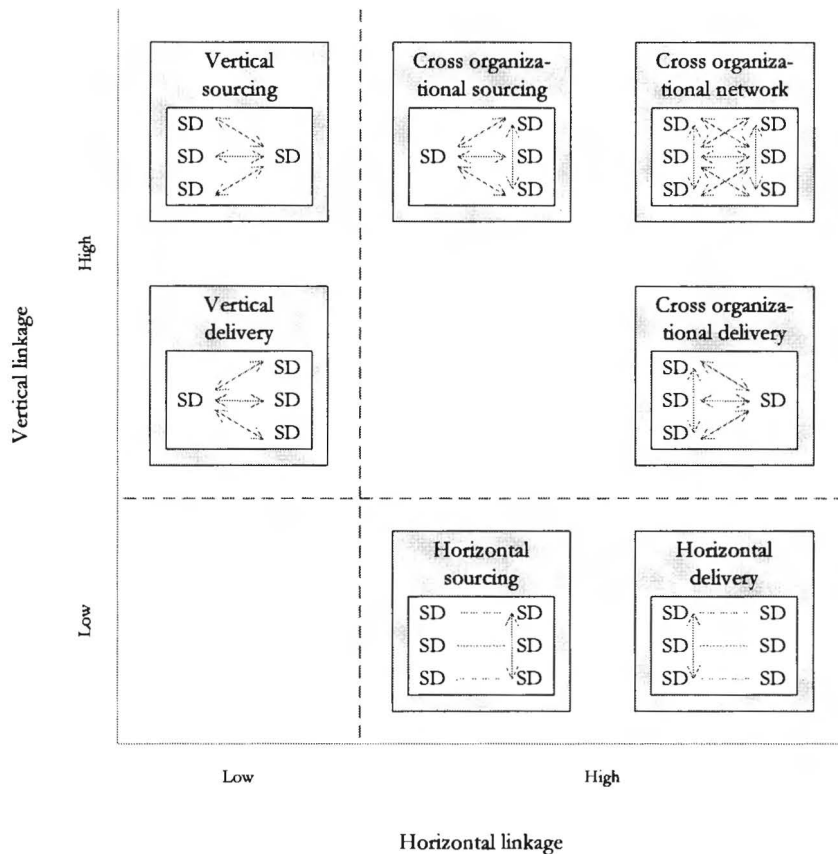 Vertical
sourcing
SD
SD SD
SD
Cross organiza-
tional sourcing
SD
SD SD
SD
Cross organiza-
tional network
SD SD
SD SD
SD SD
High
Vertical
delivery
SD
SD SD
SD
Cross organiza-
tional delivery
SD
SD SD
SD
Vertical linkage
Horizontal
sourcing
SD SD
SD SD
SD SD
Horizontal
delivery
SD SD
SD SD
SD SD
Low
Low High
Horizontal linkage